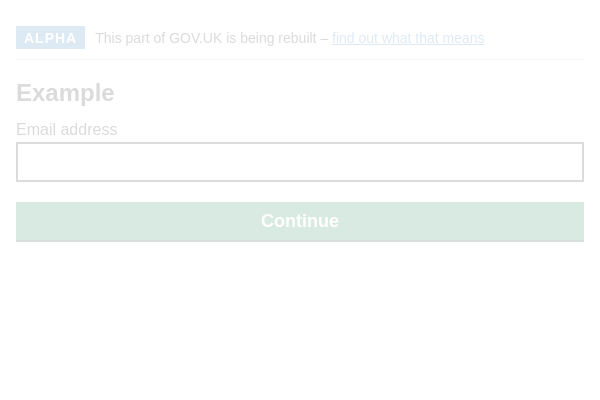 ALPHA This part of GOV.UK is being rebuilt – find out what that means
Example
Email address
Continue